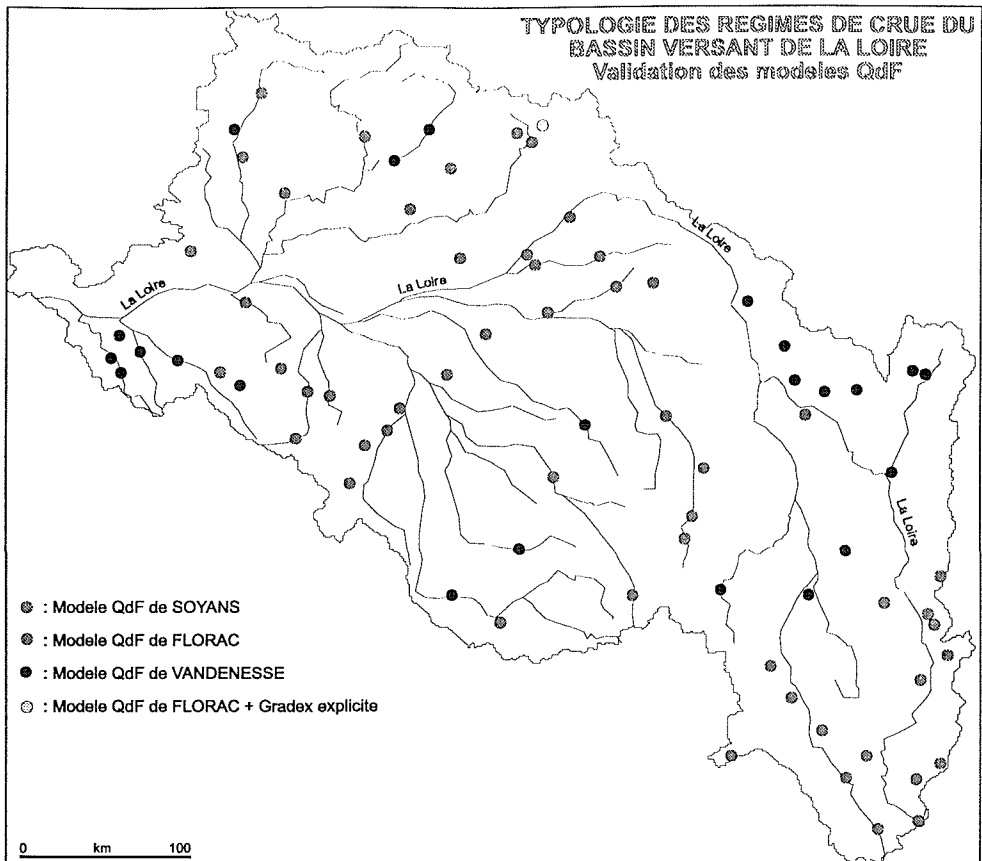 TYPOLOGIE DES REGIMES DE CRUE DU
BASSIN VERSANT DE LA LOIRE
Validation des modeles QdF
La Loire
La Loire
La Loire
La Loire
: Modele QdF de SOYANS
: Modele QdF de FLORAC
: Modele QdF de VANDENESSE
: Modele QdF de FLORAC + Gradex explicite
0 km 100